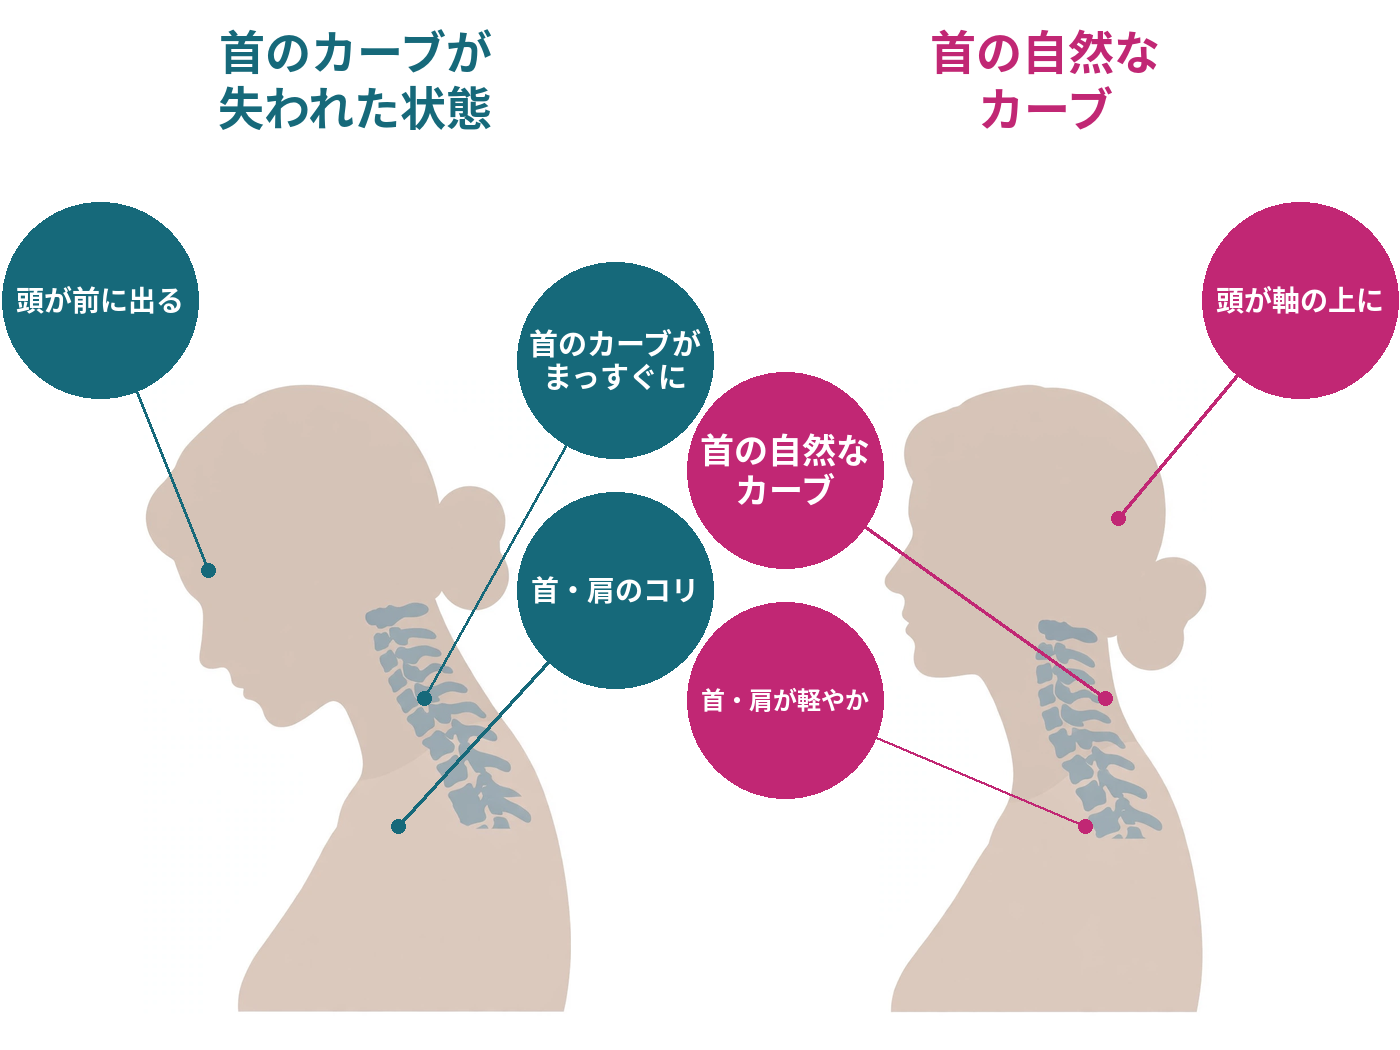 首のカーブが
失われた状態
頭が前に出る
首のカーブが
まっすぐに
首・肩のコリ
首の自然な
カーブ
頭が軸の上に
首の自然な
カーブ
首・肩が軽やか